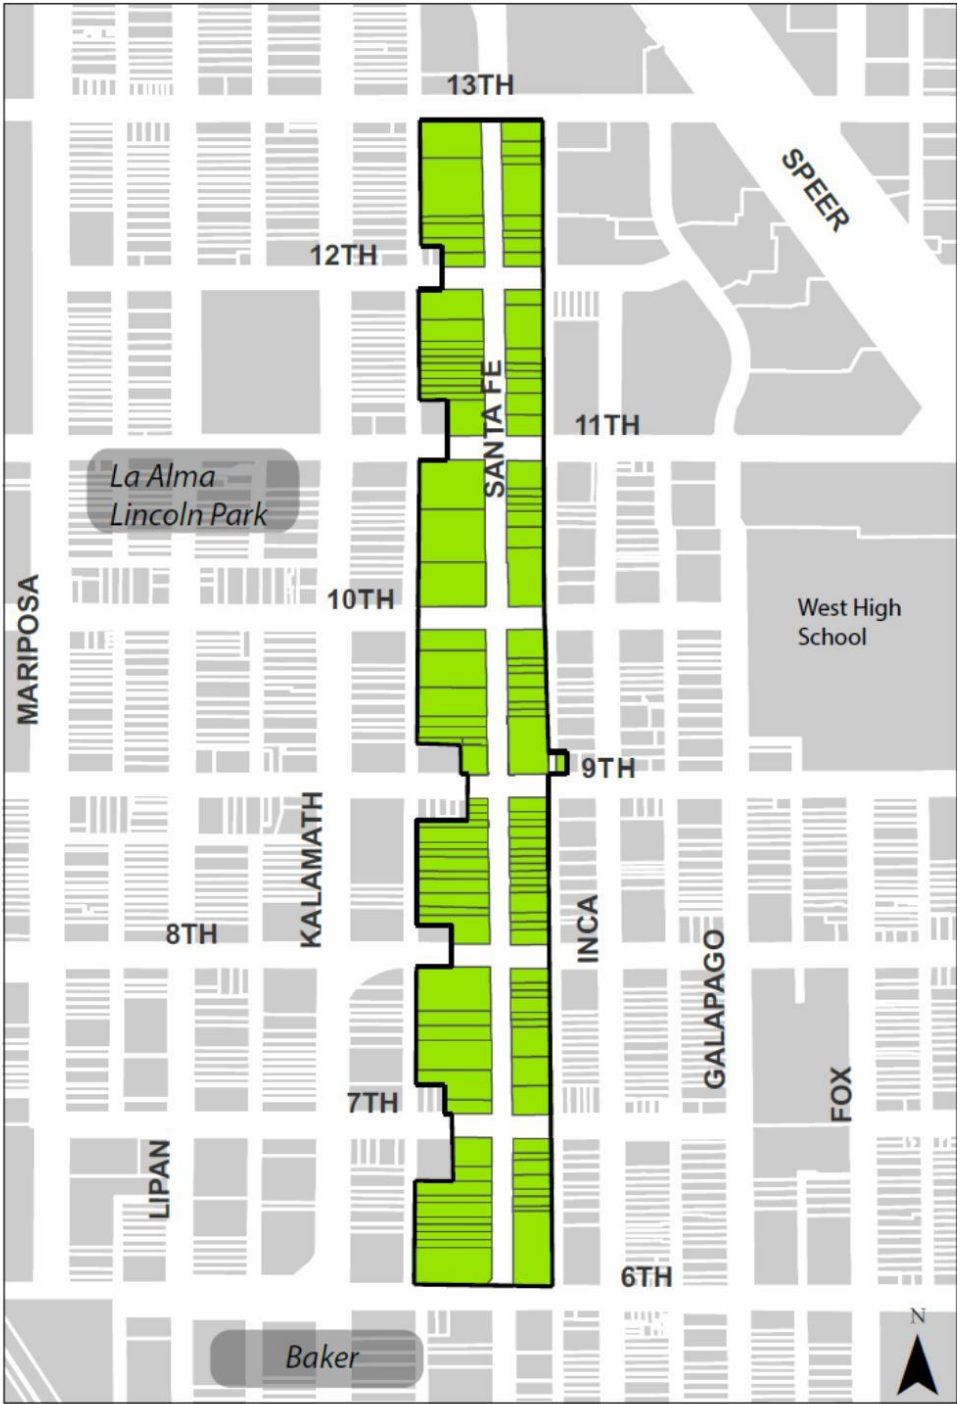 13TH
SPEER
12TH
SANTA FE
11TH
La Alma
Lincoln Park
10TH
West High
School
MARIPOSA
9TH
KALAMATH
8TH
INCA
GALAPAGO
7TH
FOX
LIPAN
6TH
N
Baker